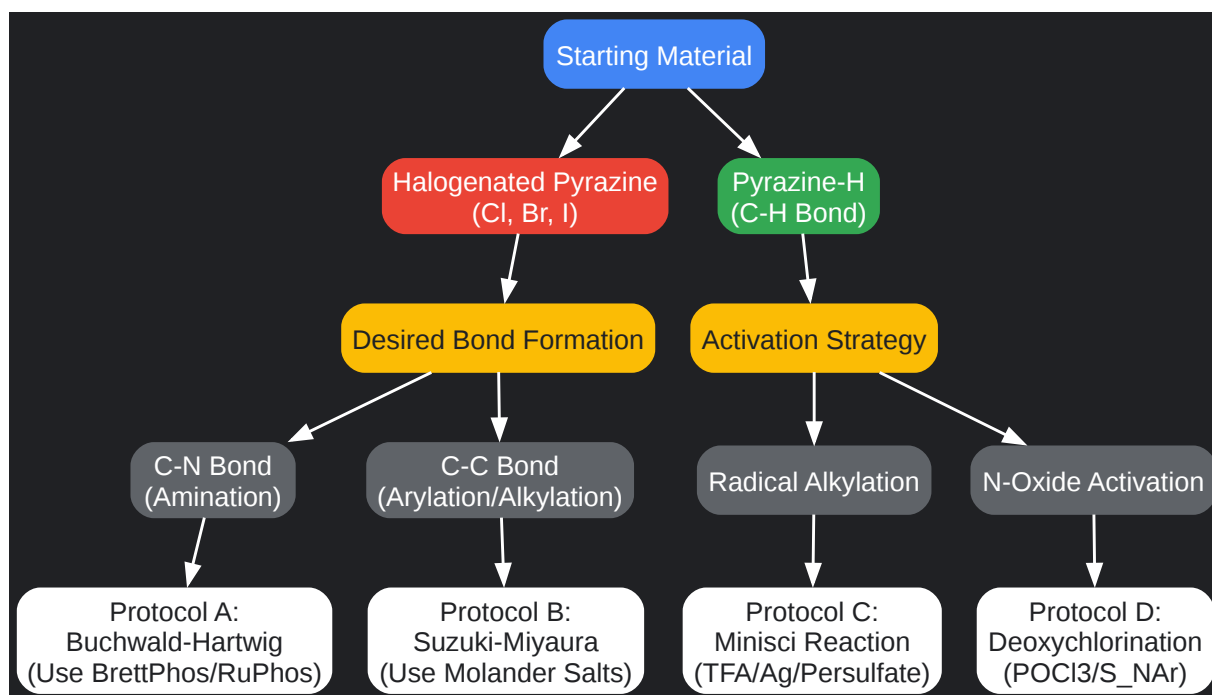 Starting Material
Halogenated Pyrazine
(Cl, Br, I)
Pyrazine-H
(C-H Bond)
Desired Bond Formation
Activation Strategy
C-N Bond
(Amination)
C-C Bond
(Arylation/Alkylation)
Radical Alkylation
N-Oxide Activation
Protocol A:
Buchwald-Hartwig
(Use BrettPhos/RuPhos)
Protocol B:
Suzuki-Miyaura
(Use Molander Salts)
Protocol C:
Minisci Reaction
(TFA/Ag/Persulfate)
Protocol D:
Deoxychlorination
(POCl3/S_NAr)